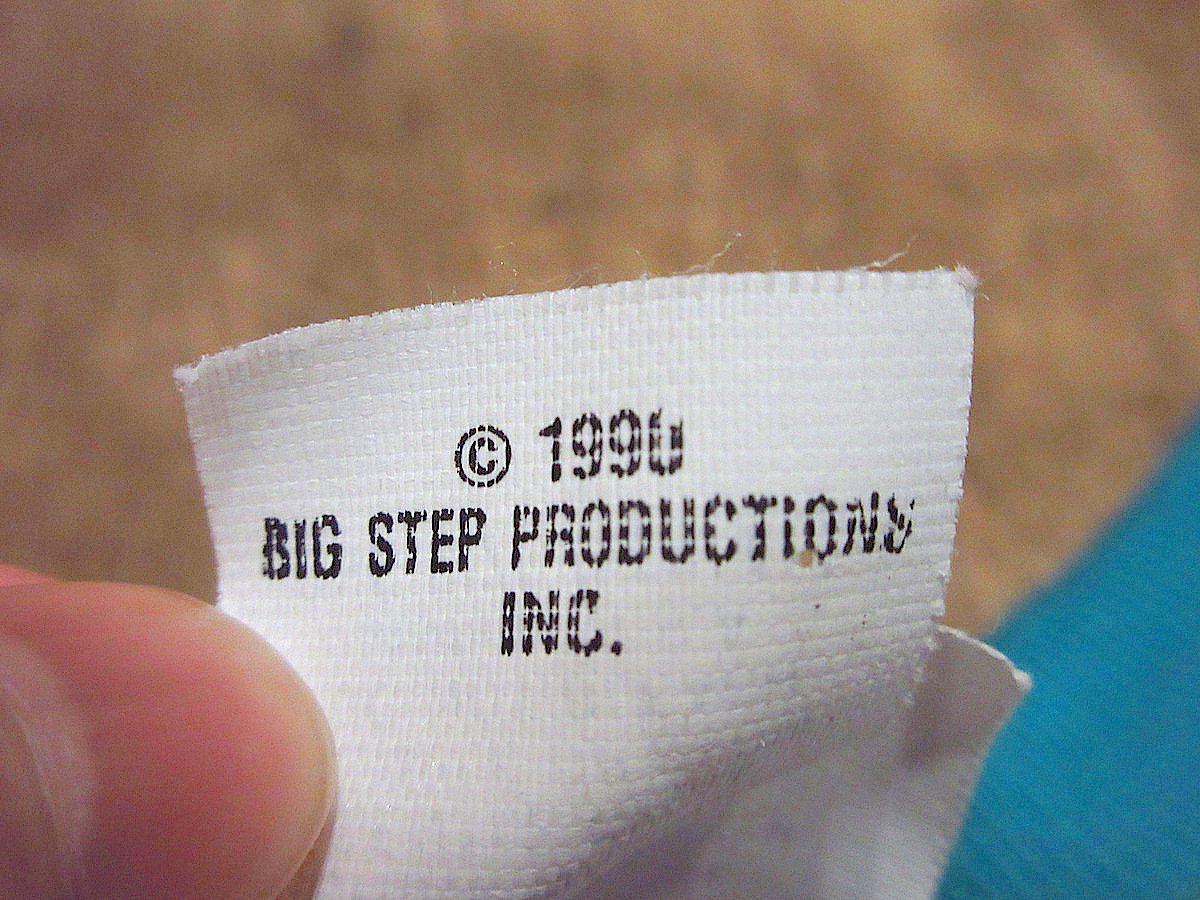 © 1990
BIG STEP PRODUCTIONS
INC.